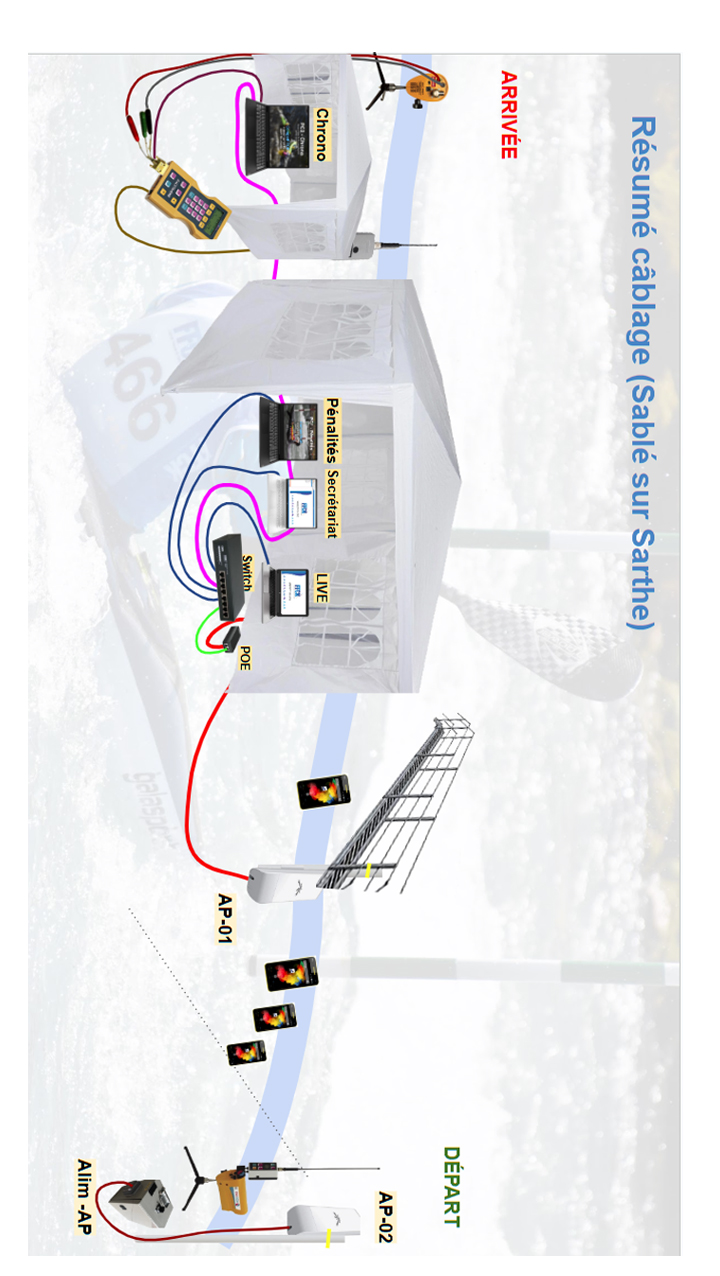 Résumé câblage (Sablé sur Sarthe)
ARRIVÉE
DÉPART
Chrono
Pénalités
Secrétariat
LIVE
Switch
POE
AP-01
AP-02
Alim -AP
466